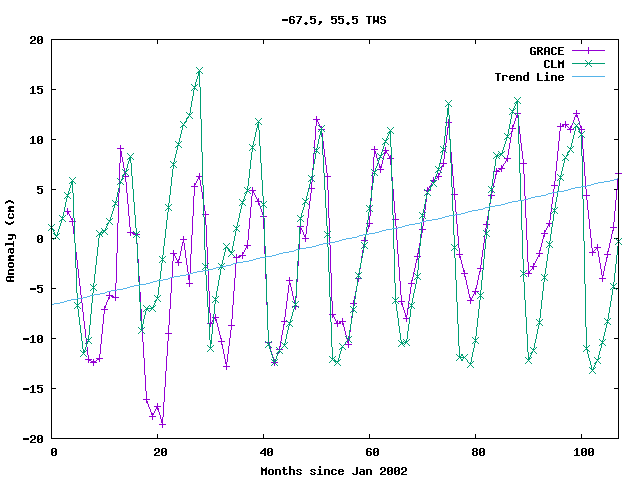 -67.5, 55.5 TWS
GRACE
CLM
Trend Line
20
15
10
5
0
-5
-10
-15
-20
Anomaly (cm)
0 20 40 60 80 100
Months since Jan 2002